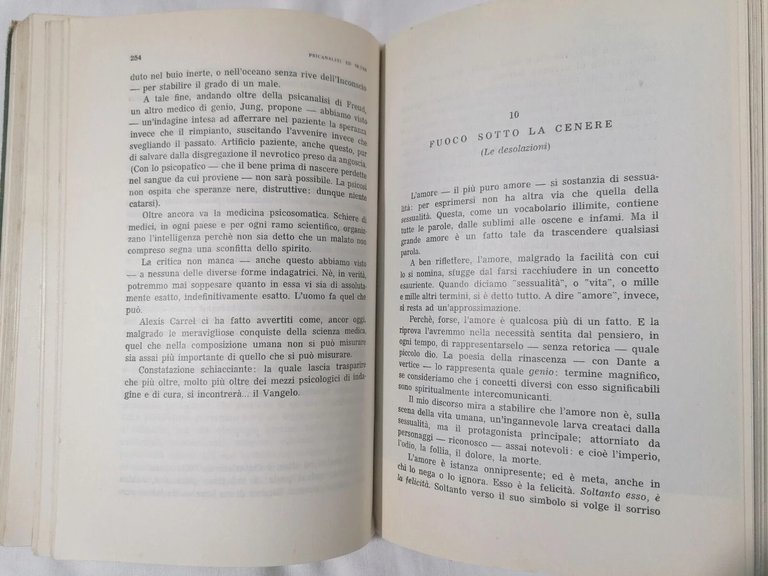 254
PSICANALISI ED
duto nel buio inerte, o nell'oceano senza rive dell'Inconscio
— per stabilire il grado di un male.
A tale fine, andando oltre della psicanalisi di Freud,
un altro medico di genio, Jung, propone — abbiamo visto
— un'indagine intesa ad afferrare nel paziente la speranza
invece che il rimpianto, suscitando l'avvenire invece che
svegliando il passato. Artificio paziente, anche questo, pur
di salvare dalla disgregazione il nevrotico preso da angoscia.
(Con lo psicopatico — che il bene prima di nascere perdette
nel sangue da cui proviene — non sarà possibile. La psicosi
non ospita che speranze nere, distruttive: dunque niente
catarsi).
Oltre ancora va la medicina psicosomatica. Schiere di
medici, in ogni paese e per ogni ramo scientifico, organiz-
zano l'intelligenza perchè non sia detto che un malato non
compreso segna una sconfitta dello spirito.
La critica non manca — anche questo abbiamo visto
— a nessuna delle diverse forme indagatrici. Nè, in verità,
potremmo mai soppesare quanto in essa vi sia di assoluta-
mente esatto, indefinitivamente esatto. L'uomo fa quel che
può.
Alexis Carrel ci ha fatto avvertiti come, ancor oggi,
malgrado le meravigliose conquiste della scienza medica,
quel che nella composizione umana non si può misurare
sia assai più importante di quello che si può misurare.
Constatazione schiacciante: la quale lascia trasparire
che più oltre, molto più oltre dei mezzi psicologici di inda-
gine e di cura, si incontrerà... il Vangelo.
10
FUOCO SOTTO LA CENERE
(Le desolazioni)
L'amore — il più puro amore — si sostanzia di sessua-
lità: per esprimersi non ha altra via che quella della
sessualità. Questa, come un vocabolario illimite, contiene
tutte le parole, dalle sublimi alle oscene e infami. Ma il
grande amore è un fatto tale da trascendere qualsiasi
parola.
A ben riflettere, l'amore, malgrado la facilità con cui
lo si nomina, sfugge dal farsi racchiudere in un concetto
esauriente. Quando diciamo "sessualità", o "vita", o mille
e mille altri termini, si è detto tutto. A dire "amore", invece,
si resta ad un'approssimazione.
Perchè, forse, l'amore è qualcosa più di un fatto. E la
riprova l'avremmo nella necessità sentita dal pensiero, in
ogni tempo, di rappresentarselo — senza retorica — quale
piccolo dio. La poesia della rinascenza — con Dante a
vertice — lo rappresenta quale genio: termine magnifico,
se consideriamo che i concetti diversi con esso significabili
sono spiritualmente intercomunicanti.
Il mio discorso mira a stabilire che l'amore non è, sulla
scena della vita umana, un'ingannevole larva creataci dalla
sessualità, ma il protagonista principale; attorniato da
personaggi — riconosco — assai notevoli: e cioè l'imperio,
l'odio, la follia, il dolore, la morte.
L'amore è istanza onnipresente; ed è meta, anche in
chi lo nega o lo ignora. Esso è la felicità. Soltanto esso, è
la felicità. Soltanto verso il suo simbolo si volge il sorriso